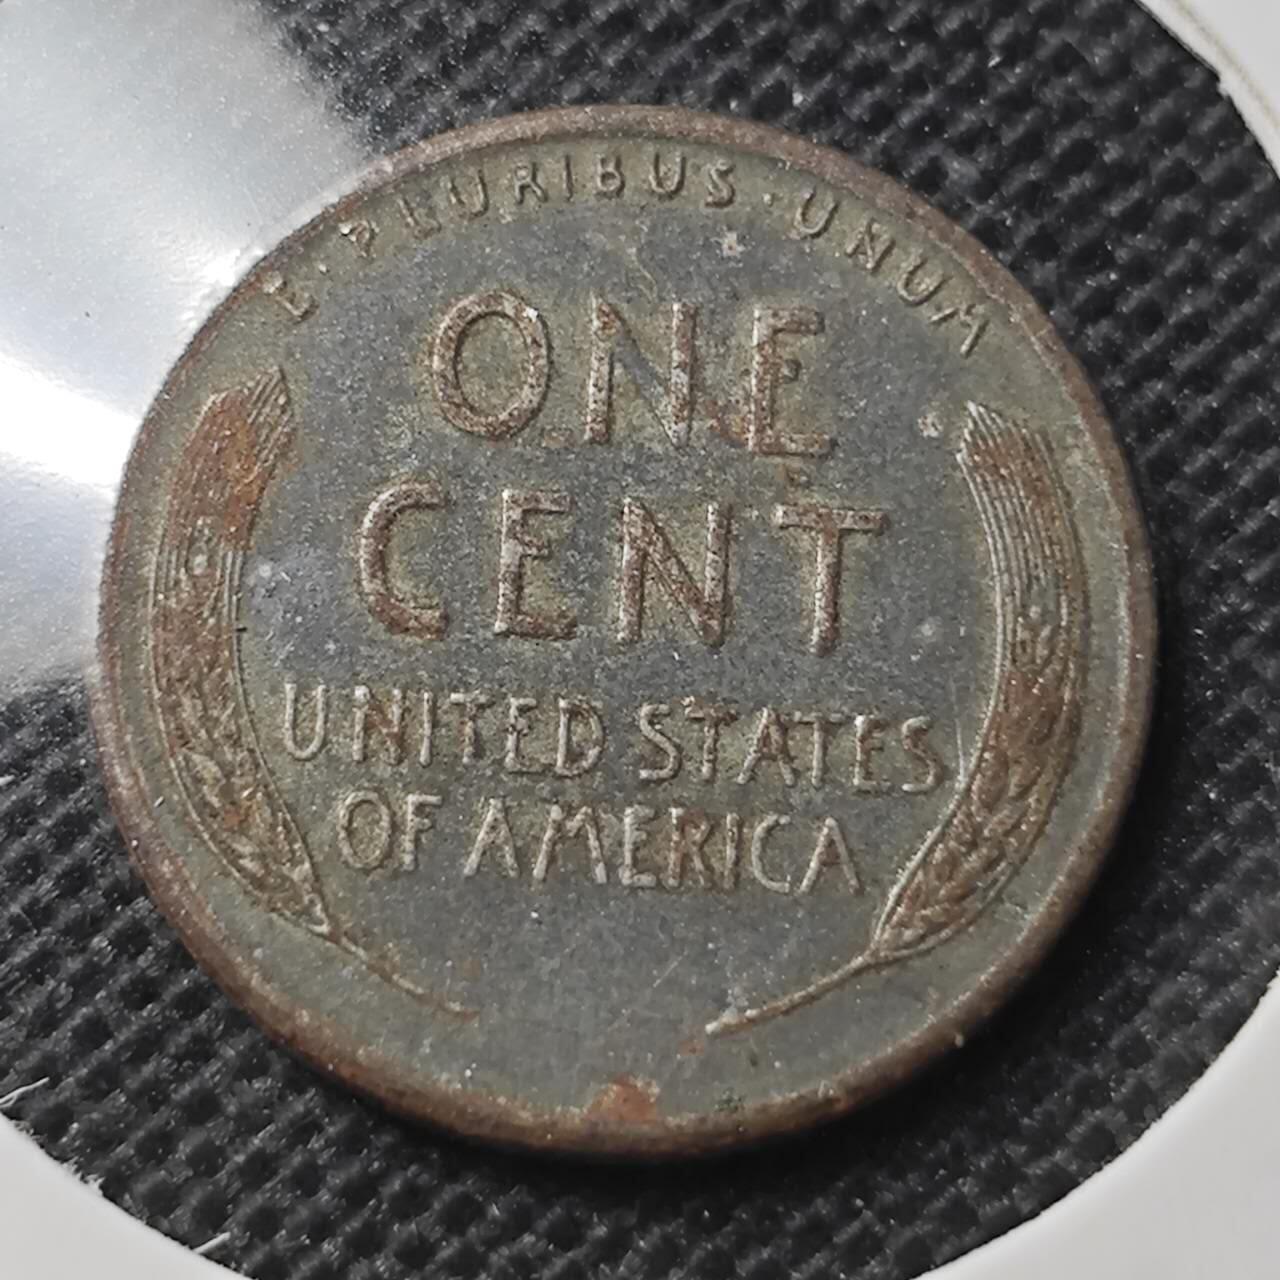 E·PLURIBUS·UNUM
ONE
CENT
UNITED STATES
OF AMERICA